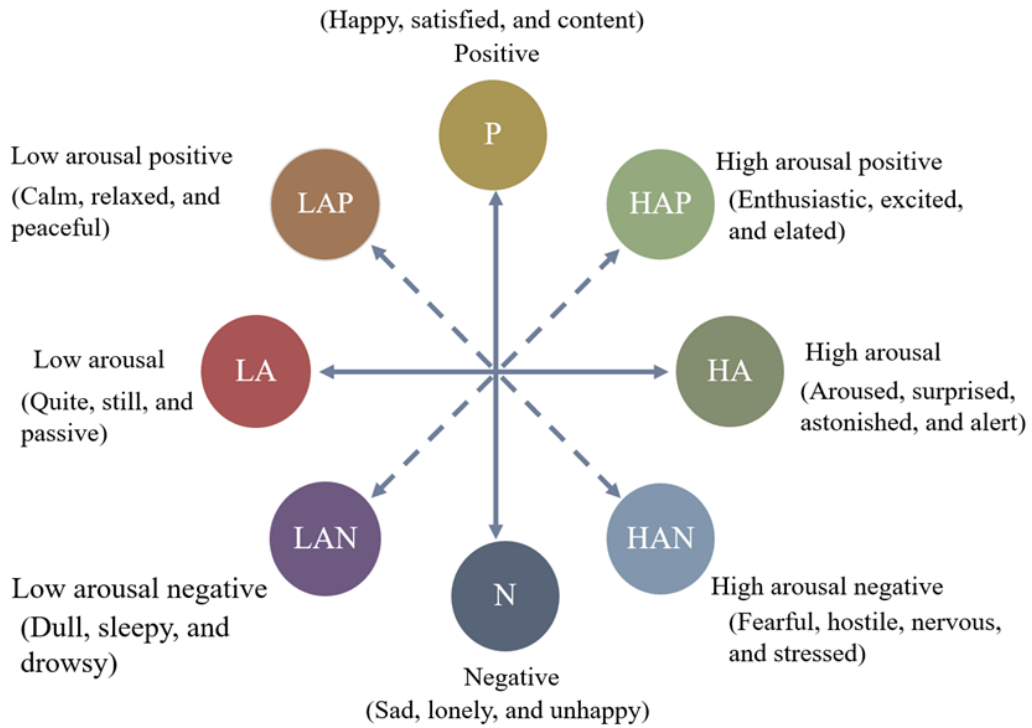 (Happy, satisfied, and content)
Positive
P
Low arousal positive
(Calm, relaxed, and
peaceful)
LAP
HAP
High arousal positive
(Enthusiastic, excited,
and elated)
Low arousal
(Quite, still, and
passive)
LA
HA
High arousal
(Aroused, surprised,
astonished, and alert)
LAN
Low arousal negative
(Dull, sleepy, and
drowsy)
HAN
High arousal negative
(Fearful, hostile, nervous,
and stressed)
N
Negative
(Sad, lonely, and unhappy)